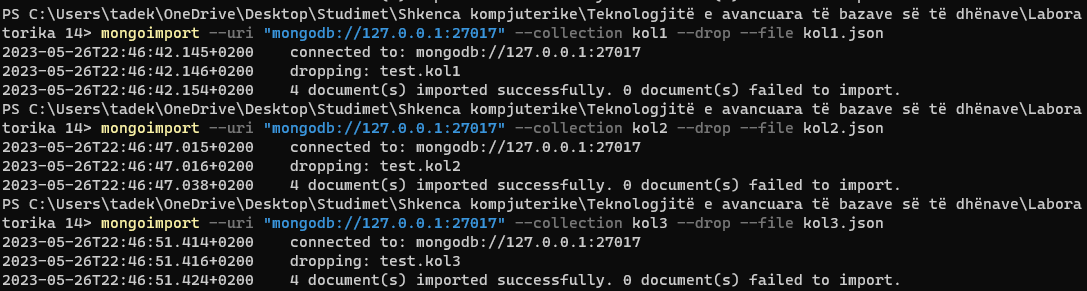 PS C:\Users\tadek\OneDrive\Desktop\Studimet\Shkenca kompjuterike\Teknologjitë e avancuara të bazave së të dhënave\Labora
torika 14> mongoimport --uri "mongodb://127.0.0.1:27017" --collection kol1 --drop --file kol1.json
2023-05-26T22:46:42.145+0200    connected to: mongodb://127.0.0.1:27017
2023-05-26T22:46:42.146+0200    dropping: test.kol1
2023-05-26T22:46:42.154+0200    4 document(s) imported successfully. 0 document(s) failed to import.
PS C:\Users\tadek\OneDrive\Desktop\Studimet\Shkenca kompjuterike\Teknologjitë e avancuara të bazave së të dhënave\Labora
torika 14> mongoimport --uri "mongodb://127.0.0.1:27017" --collection kol2 --drop --file kol2.json
2023-05-26T22:46:47.015+0200    connected to: mongodb://127.0.0.1:27017
2023-05-26T22:46:47.016+0200    dropping: test.kol2
2023-05-26T22:46:47.038+0200    4 document(s) imported successfully. 0 document(s) failed to import.
PS C:\Users\tadek\OneDrive\Desktop\Studimet\Shkenca kompjuterike\Teknologjitë e avancuara të bazave së të dhënave\Labora
torika 14> mongoimport --uri "mongodb://127.0.0.1:27017" --collection kol3 --drop --file kol3.json
2023-05-26T22:46:51.414+0200    connected to: mongodb://127.0.0.1:27017
2023-05-26T22:46:51.416+0200    dropping: test.kol3
2023-05-26T22:46:51.424+0200    4 document(s) imported successfully. 0 document(s) failed to import.